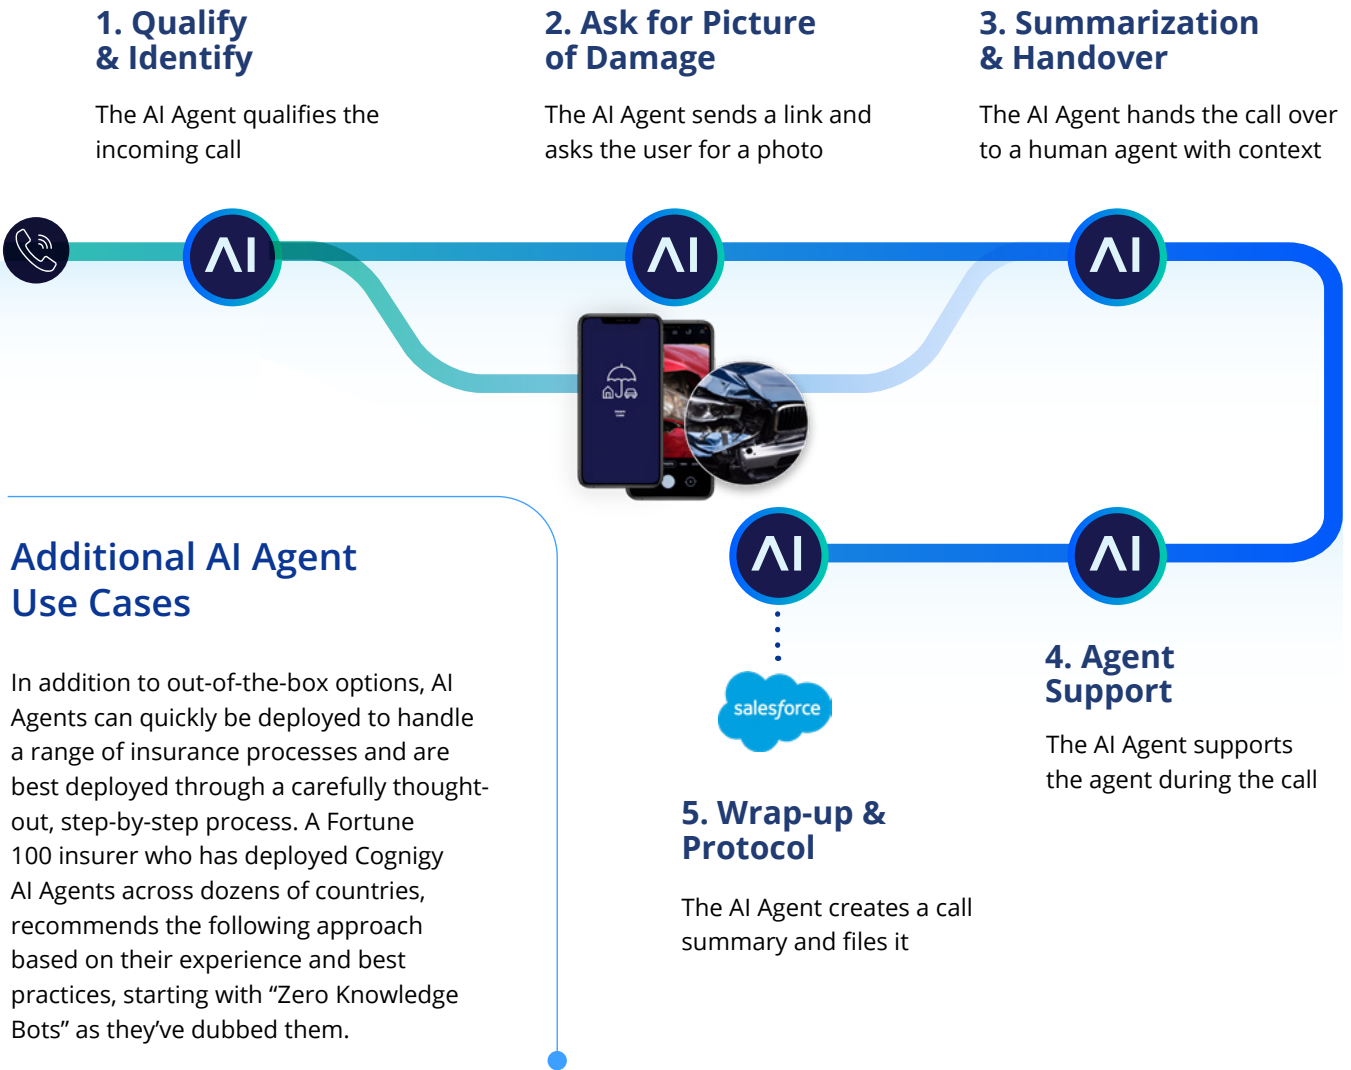 1. Qualify
& Identify
The AI Agent qualifies the
incoming call
2. Ask for Picture
of Damage
The AI Agent sends a link and
asks the user for a photo
3. Summarization
& Handover
The AI Agent hands the call over
to a human agent with context
AI
AI
AI
AI
AI
salesforce
4. Agent
Support
The AI Agent supports
the agent during the call
5. Wrap-up &
Protocol
The AI Agent creates a call
summary and files it
Additional AI Agent
Use Cases
In addition to out-of-the-box options, AI
Agents can quickly be deployed to handle
a range of insurance processes and are
best deployed through a carefully thought-
out, step-by-step process. A Fortune
100 insurer who has deployed Cognigy
AI Agents across dozens of countries,
recommends the following approach
based on their experience and best
practices, starting with “Zero Knowledge
Bots” as they’ve dubbed them.